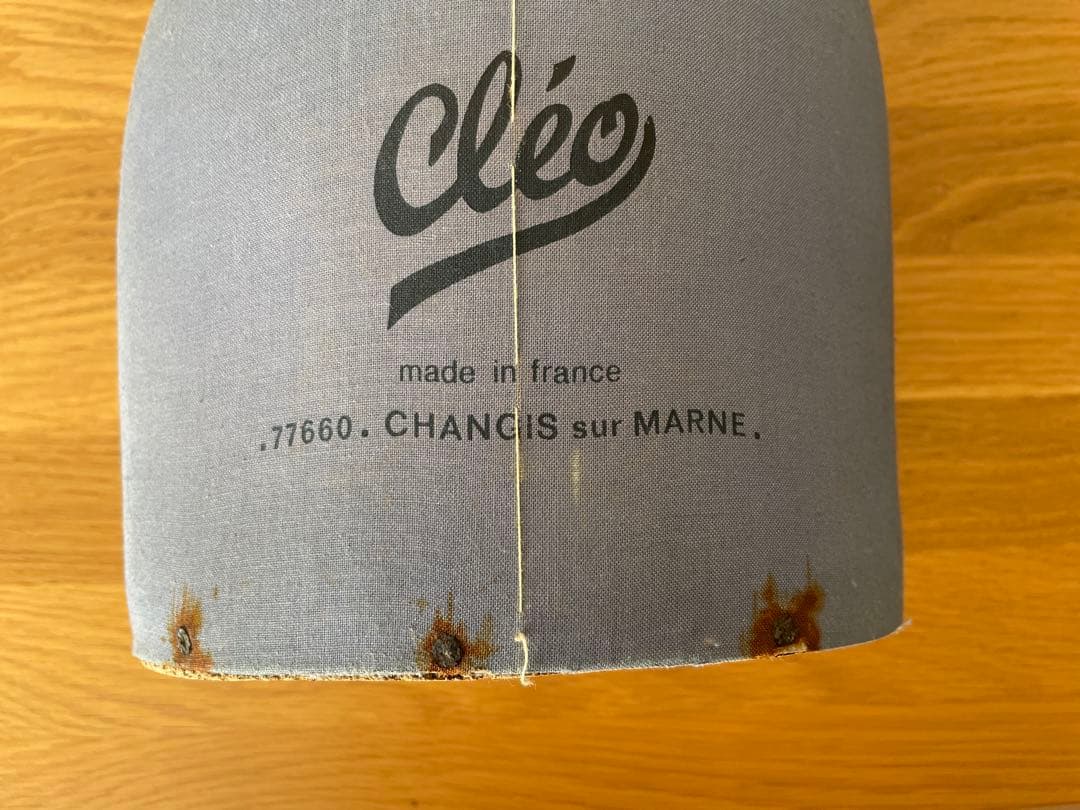 Cléo
made in france
.77660. CHANGIS sur MARNE.